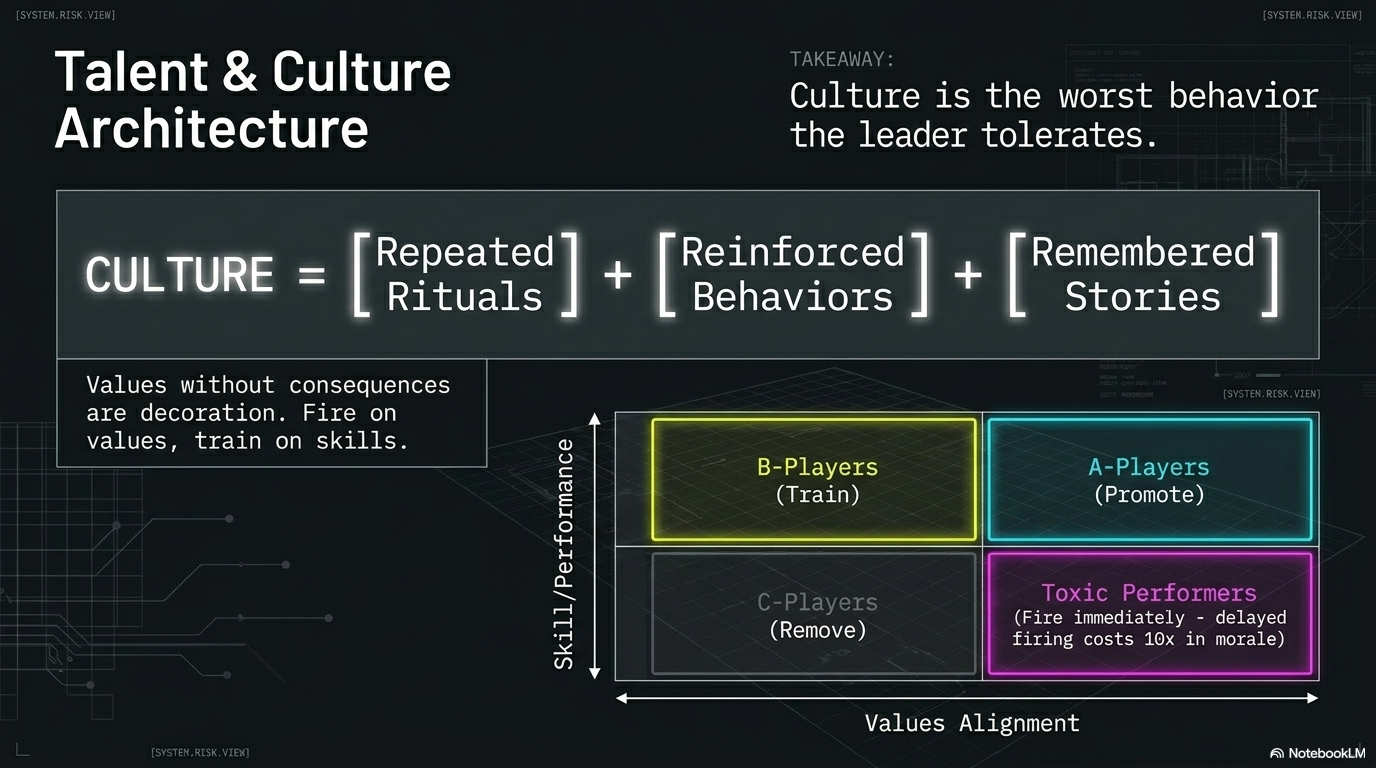 [SYSTEM.RISK.VIEW]
[SYSTEM.RISK.VIEW]
Talent & Culture
Architecture
TAKEAWAY:
Culture is the worst behavior
the leader tolerates.
CULTURE = [Repeated Rituals] + [Reinforced Behaviors] + [Remembered Stories]
Values without consequences
are decoration. Fire on
values, train on skills.
[SYSTEM.RISK.VIEW]
Skill/Performance
B-Players
(Train)
A-Players
(Promote)
C-Players
(Remove)
Toxic Performers
(Fire immediately - delayed
firing costs 10x in morale)
Values Alignment
[SYSTEM.RISK.VIEW]
NotebookLM